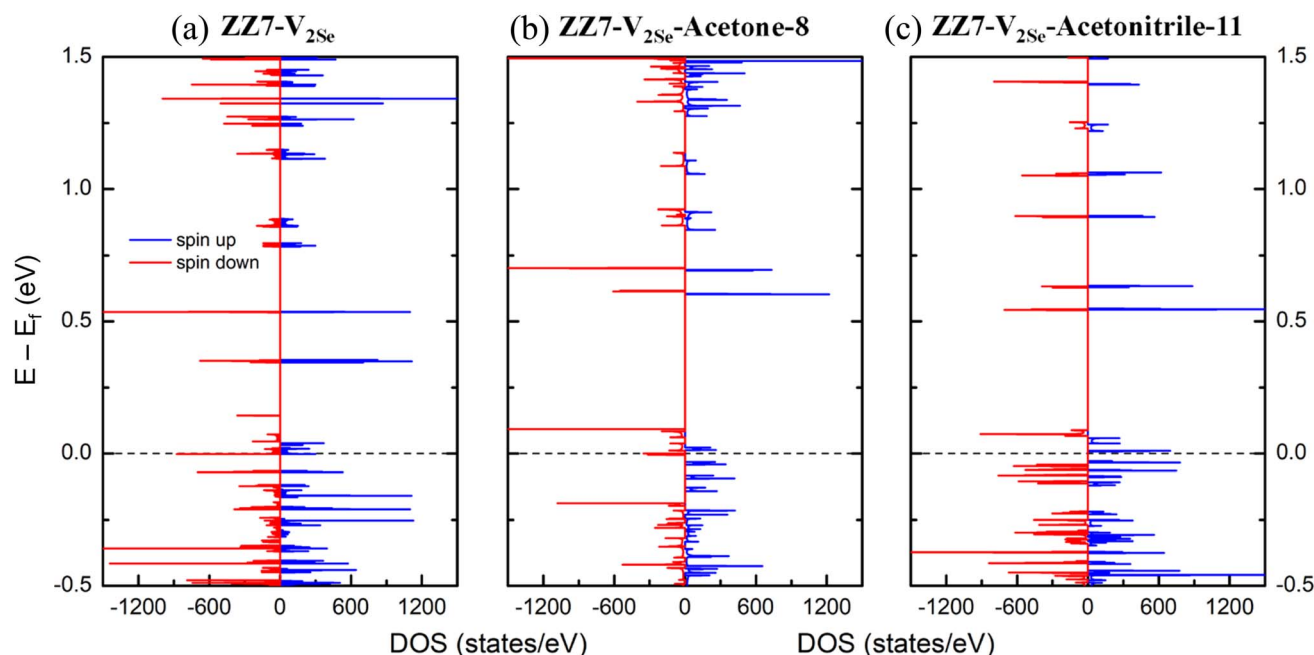 (a) ZZ7-V2Se
(b) ZZ7-V2Se-Acetone-8
(c) ZZ7-V2Se-Acetonitrile-11
E − Ef (eV)
1.5
1.0
0.5
0.0
-0.5
spin up
spin down
1.5
1.0
0.5
0.0
-0.5
-1200 -600 0 600 1200
-1200 -600 0 600 1200
-1200 -600 0 600 1200
DOS (states/eV)
DOS (states/eV)